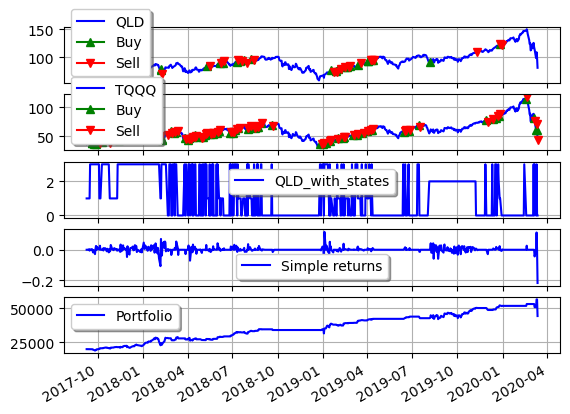 QLD
Buy
Sell
150
100
TQQQ
Buy
Sell
100
50
QLD_with_states
2
0
Simple returns
0.0
−0.2
Portfolio
50000
25000
2017-10 2018-01 2018-04 2018-07 2018-10 2019-01 2019-04 2019-07 2019-10 2020-01 2020-04